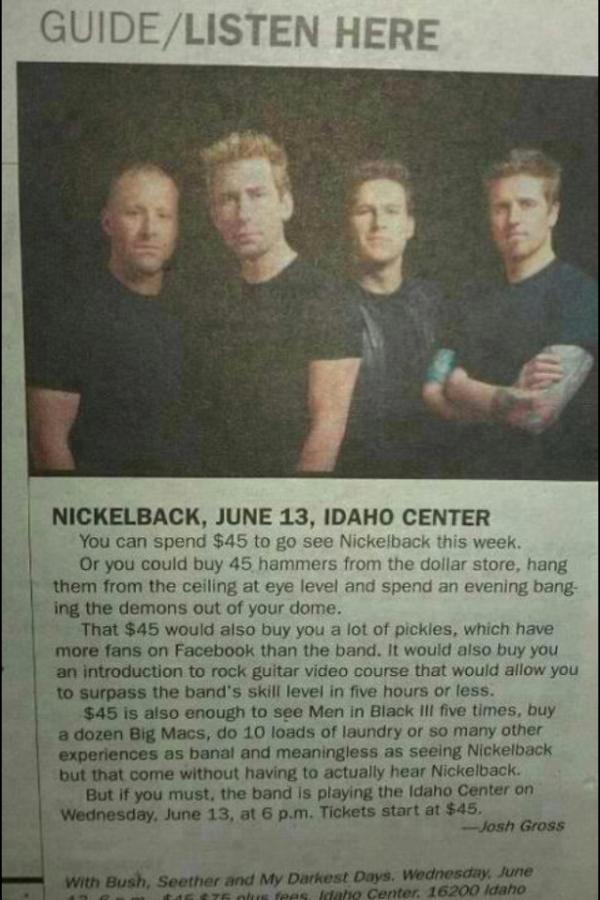 GUIDE/LISTEN HERE
NICKELBACK, JUNE 13, IDAHO CENTER
You can spend $45 to go see Nickelback this week.
Or you could buy 45 hammers from the dollar store, hang
them from the ceiling at eye level and spend an evening bang-
ing the demons out of your dome.
That $45 would also buy you a lot of pickles, which have
more fans on Facebook than the band. It would also buy you
an introduction to rock guitar video course that would allow you
to surpass the band's skill level in five hours or less.
$45 is also enough to see Men in Black III five times, buy
a dozen Big Macs, do 10 loads of laundry or so many other
experiences as banal and meaningless as seeing Nickelback
but that come without having to actually hear Nickelback.
But if you must, the band is playing the Idaho Center on
Wednesday, June 13, at 6 p.m. Tickets start at $45.
—Josh Gross
With Bush, Seether and My Darkest Days. Wednesday, June
13, 6 p.m., $45-$75 plus fees. Idaho Center, 16200 Idaho